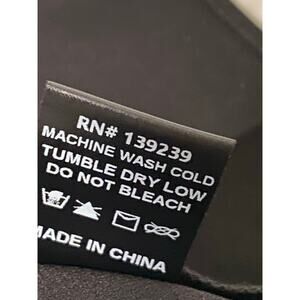 RN# 139239
MACHINE WASH COLD
TUMBLE DRY LOW
DO NOT BLEACH
MADE IN CHINA